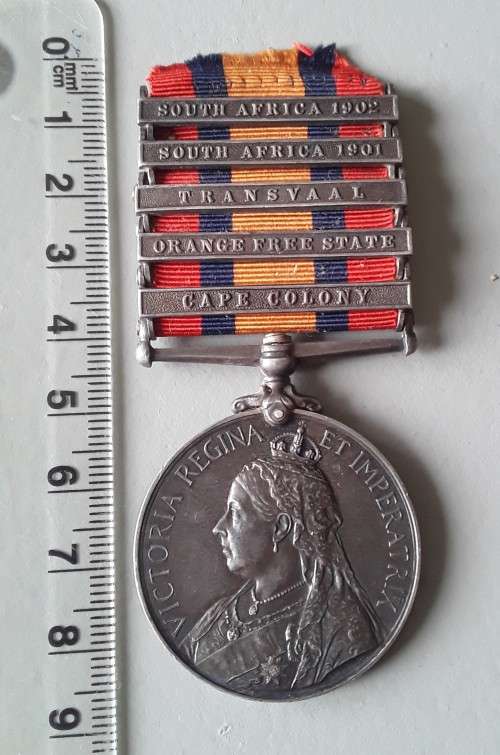 0
mm
cm
1
2
3
4
5
6
7
8
9
SOUTH AFRICA 1902
SOUTH AFRICA 1901
TRANSVAAL
ORANGE FREE STATE
CAPE COLONY
VICTORIA REGINA ET IMPERATRIX